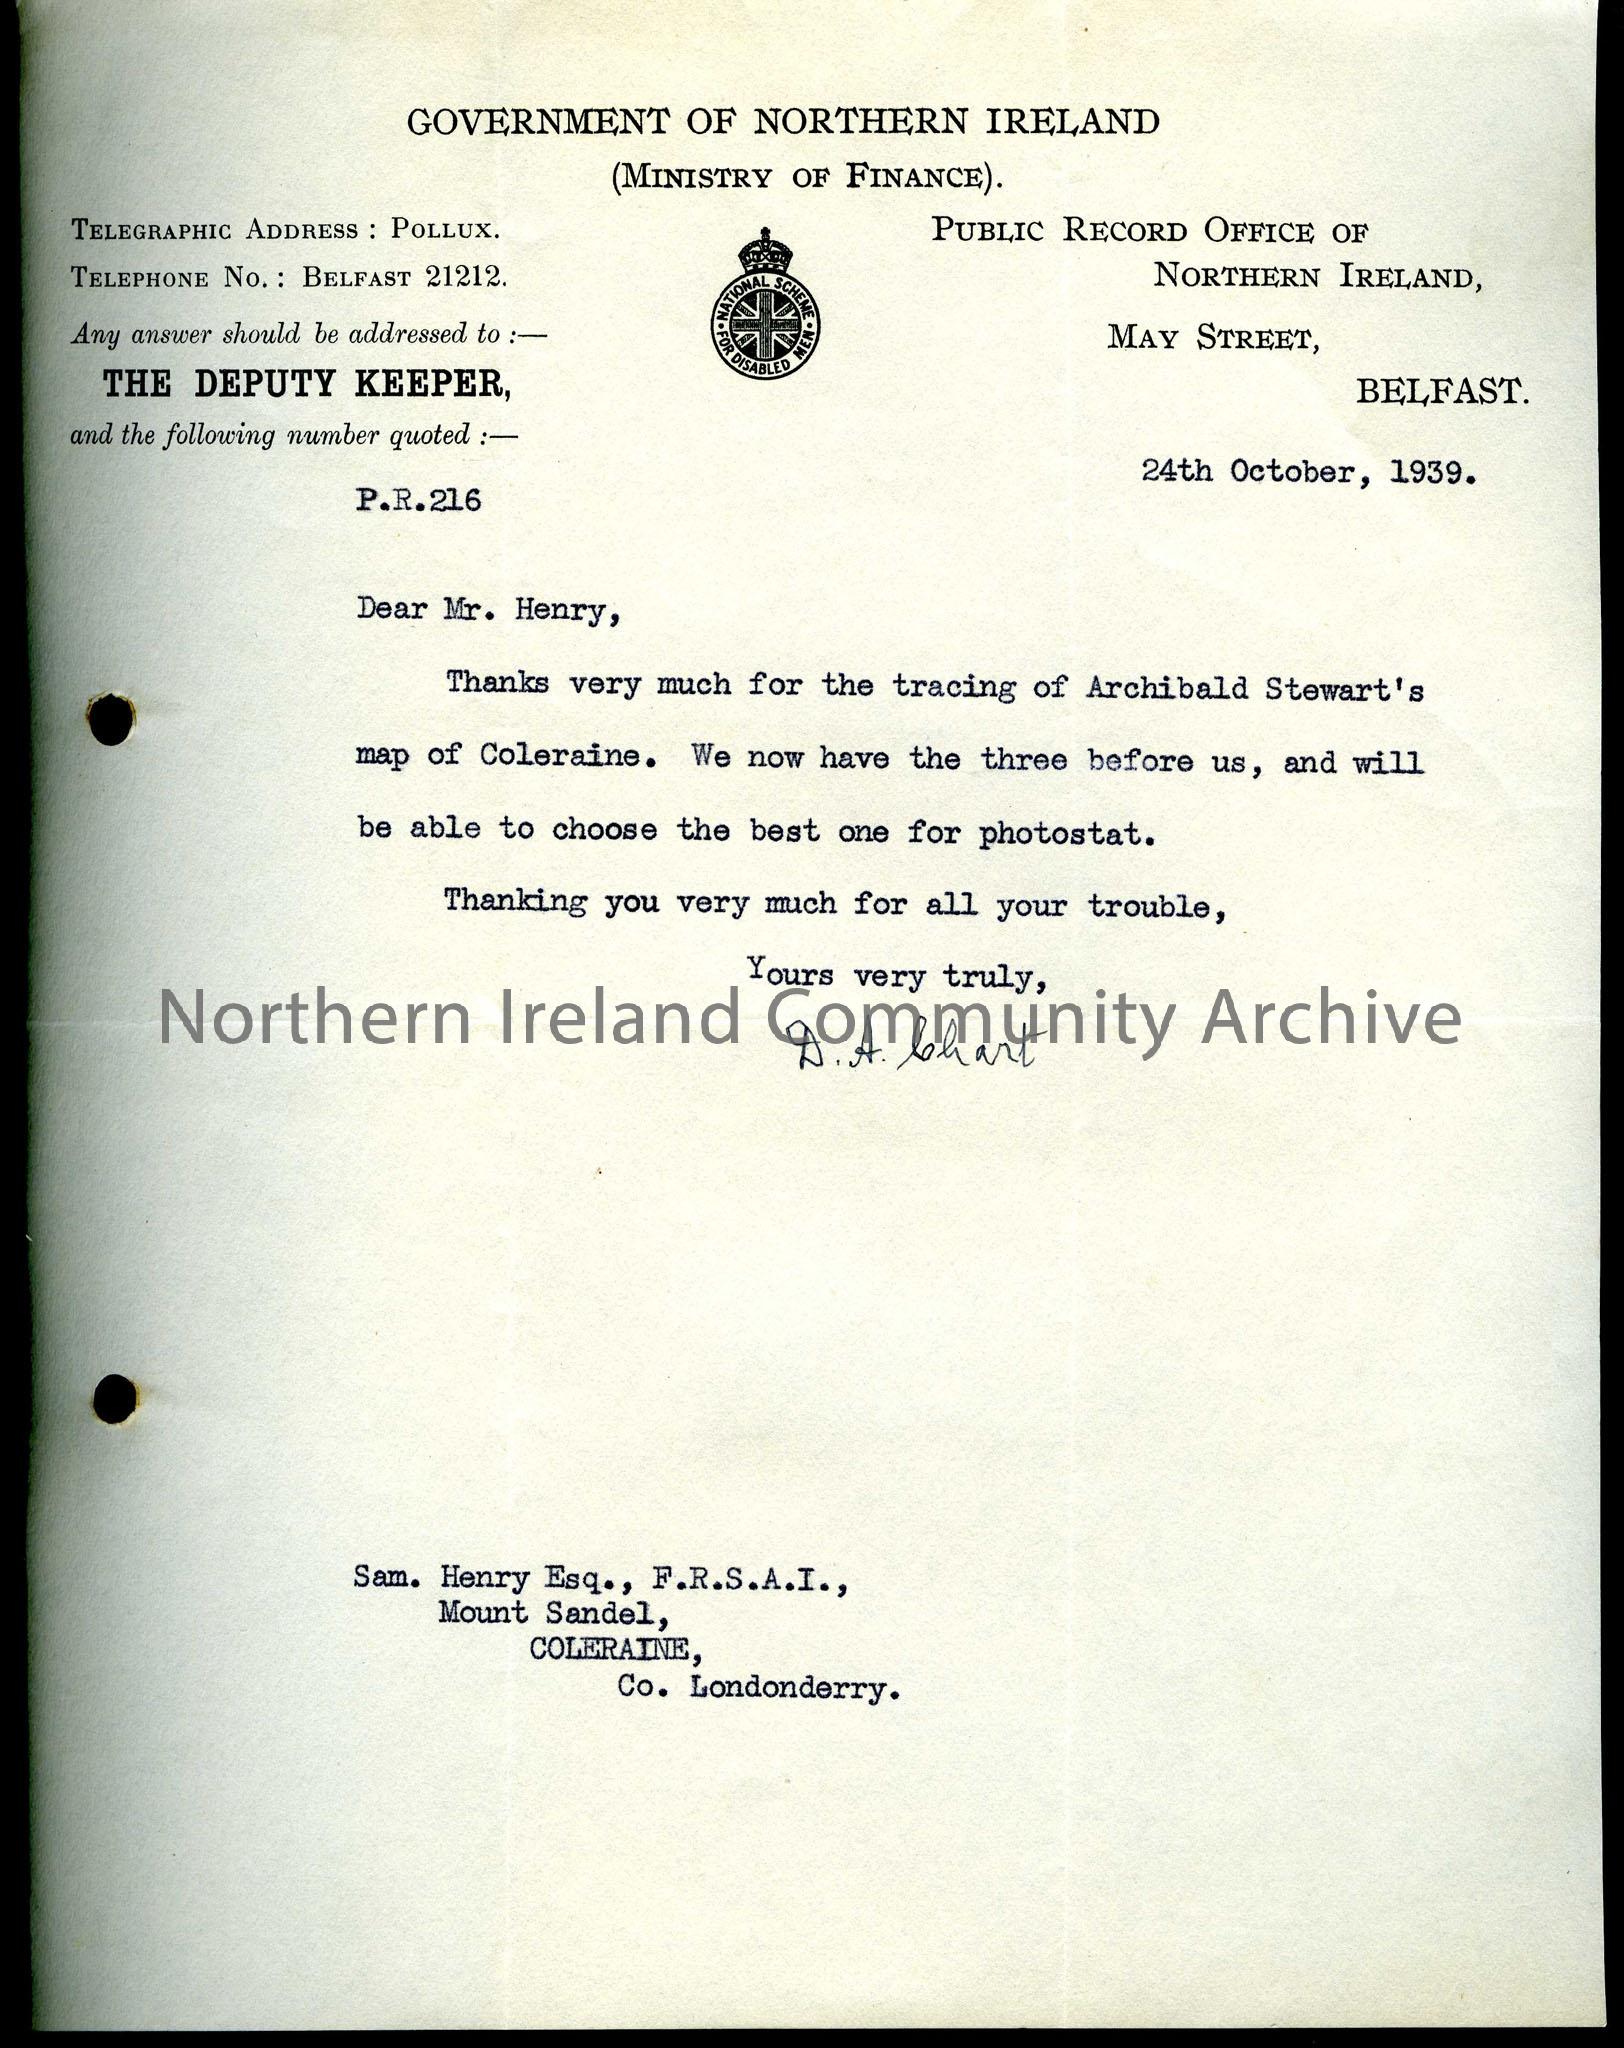 GOVERNMENT OF NORTHERN IRELAND
(MINISTRY OF FINANCE).
TELEGRAPHIC ADDRESS : POLLUX.
TELEPHONE NO. : BELFAST 21212.
Any answer should be addressed to :—
THE DEPUTY KEEPER,
and the following number quoted :—
P.R.216
NATIONAL SCHEME
FOR DISABLED MEN
PUBLIC RECORD OFFICE OF
NORTHERN IRELAND,
MAY STREET,
BELFAST.
24th October, 1939.
Dear Mr. Henry,
Thanks very much for the tracing of Archibald Stewart's
map of Coleraine. We now have the three before us, and will
be able to choose the best one for photostat.
Thanking you very much for all your trouble,
Yours very truly,
Northern Ireland Community Archive
D. A. Chart
Sam. Henry Esq., F.R.S.A.I.,
Mount Sandel,
COLERAINE,
Co. Londonderry.